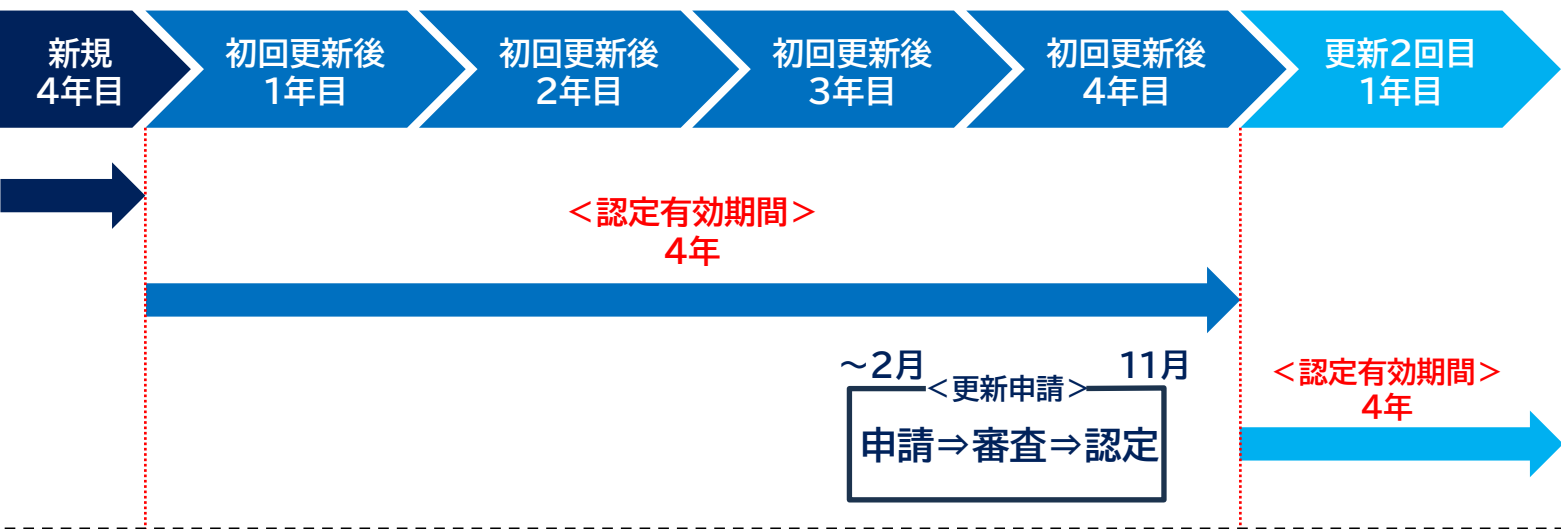 新規
4年目
初回更新後
1年目
初回更新後
2年目
初回更新後
3年目
初回更新後
4年目
更新2回目
1年目
＜認定有効期間＞
4年
～2月
＜更新申請＞
11月
申請⇒審査⇒認定
＜認定有効期間＞
4年